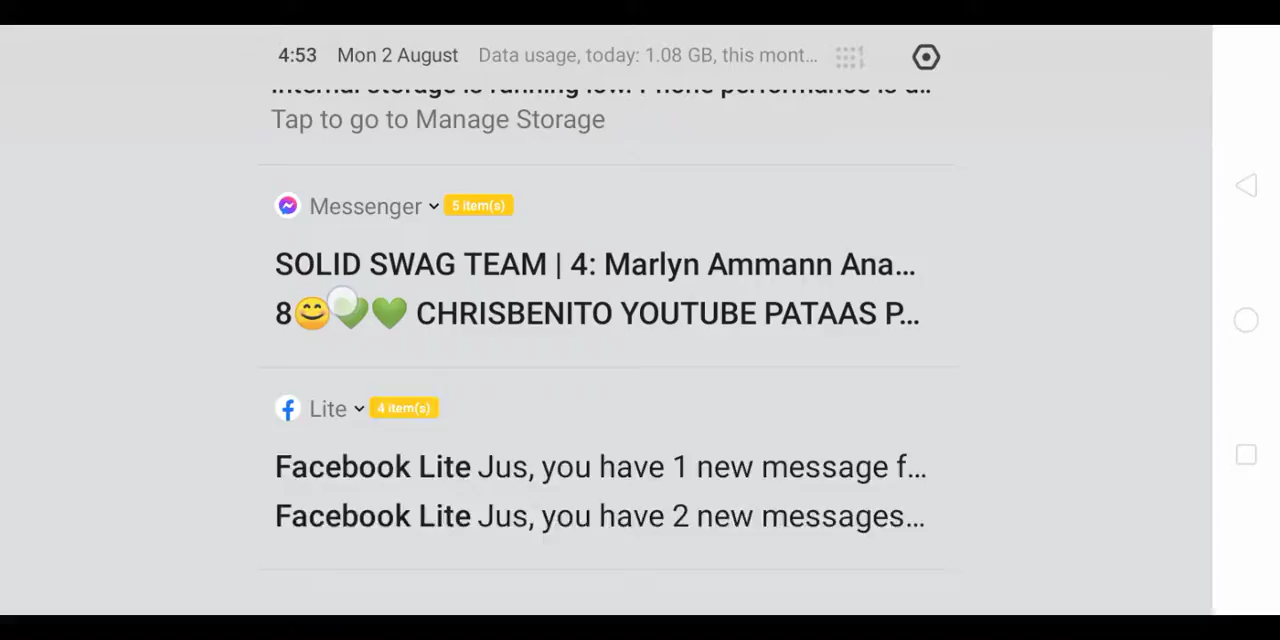 4:53 Mon 2 August Data usage, today: 1.08 GB, this mont...
Internal storage is running low. Phone performance is a...
Tap to go to Manage Storage
Messenger 5 item(s)
SOLID SWAG TEAM | 4: Marlyn Ammann Ana...
8😊💚💚 CHRISBENITO YOUTUBE PATAAS P...
Lite 4 item(s)
Facebook Lite Jus, you have 1 new message f...
Facebook Lite Jus, you have 2 new messages...